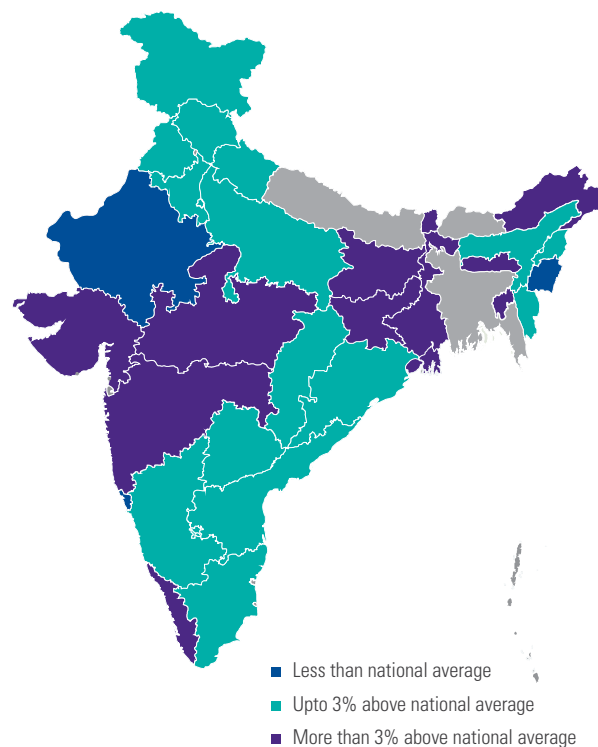 Less than national average
Upto 3% above national average
More than 3% above national average